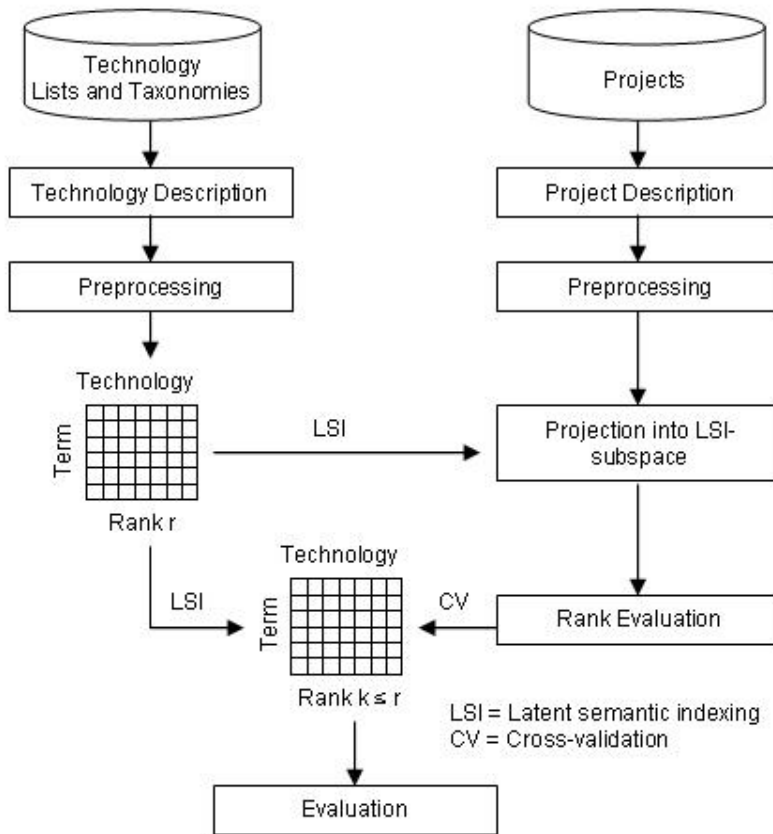 Technology
Lists and Taxonomies
Projects
Technology Description
Project Description
Preprocessing
Preprocessing
Technology
Term
Rank r
LSI
Projection into LSI-
subspace
LSI
Technology
Term
Rank k ≤ r
CV
Rank Evaluation
LSI = Latent semantic indexing
CV = Cross-validation
Evaluation